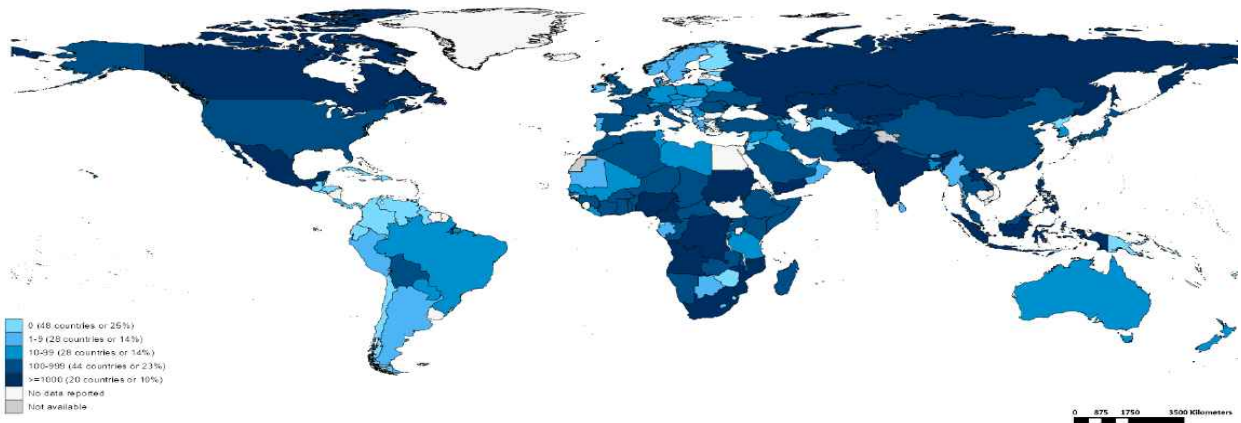 0 (48 countries or 25%)
1-9 (28 countries or 14%)
10-99 (28 countries or 14%)
100-999 (44 countries or 23%)
>=1000 (20 countries or 10%)
No data reported
Not available
0 875 1750 3500 Kilometers